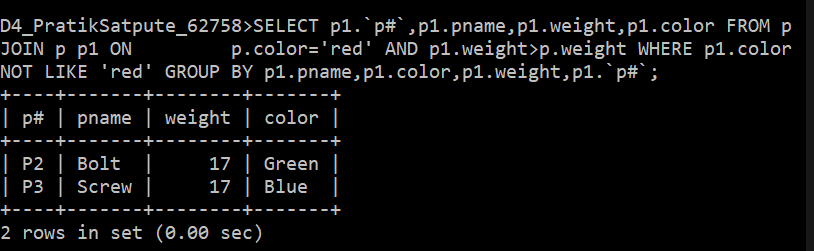 D4_PratikSatpute_62758>SELECT p1.`p#`,p1.pname,p1.weight,p1.color FROM p
JOIN p p1 ON         p.color='red' AND p1.weight>p.weight WHERE p1.color
NOT LIKE 'red' GROUP BY p1.pname,p1.color,p1.weight,p1.`p#`;
+----+-------+--------+-------+
| p# | pname | weight | color |
+----+-------+--------+-------+
| P2 | Bolt  |     17 | Green |
| P3 | Screw |     17 | Blue  |
+----+-------+--------+-------+
2 rows in set (0.00 sec)